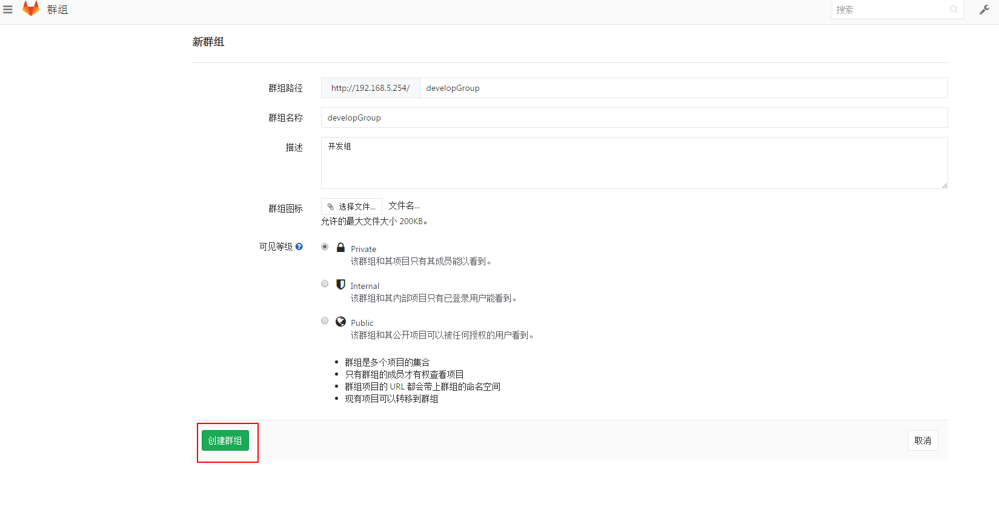 群组
搜索
新群组
群组路径
http://192.168.5.254/
developGroup
群组名称
developGroup
描述
开发组
群组图标
选择文件...
文件名...
允许的最大文件大小 200KB。
可见等级
Private
该群组和其项目只有其成员能以看到。
Internal
该群组和其内部项目只有已登录用户能看到。
Public
该群组和其公开项目可以被任何授权的用户看到。
• 群组是多个项目的集合
• 只有群组的成员才有权查看项目
• 群组项目的 URL 都会带上群组的命名空间
• 现有项目可以转移到群组
创建群组
取消